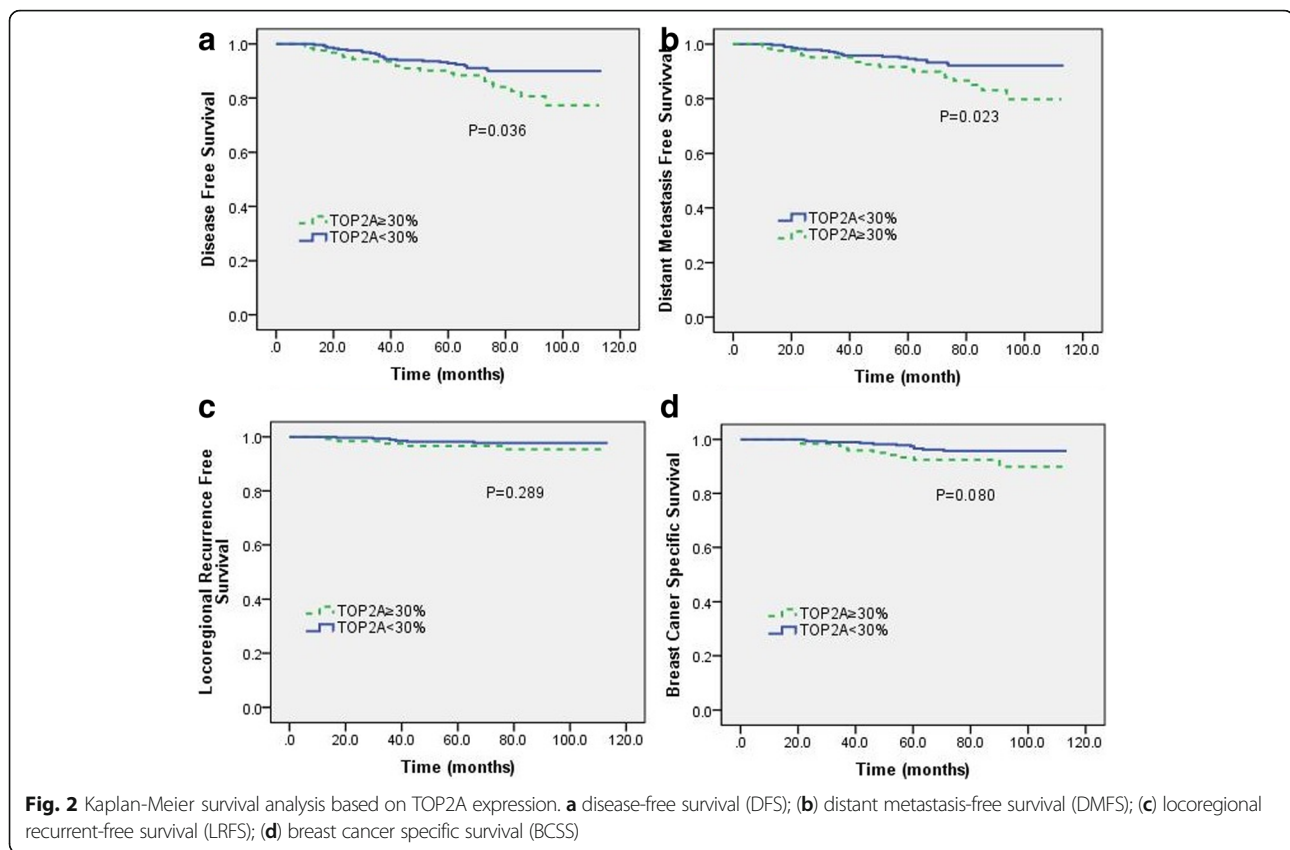 a
1.0
0.8
0.6
0.4
0.2
0.0
Disease Free Survival
P=0.036
TOP2A≥30%
TOP2A<30%
.0 20.0 40.0 60.0 80.0 100.0 120.0
Time (months)
b
1.0
0.8
0.6
0.4
0.2
0.0
Distant Metastasis Free Survival
P=0.023
TOP2A<30%
TOP2A≥30%
.0 20.0 40.0 60.0 80.0 100.0 120.0
Time (month)
c
1.0
0.8
0.6
0.4
0.2
0.0
Locoregional Recurrence Free
Survival
P=0.289
TOP2A≥30%
TOP2A<30%
.0 20.0 40.0 60.0 80.0 100.0 120.0
Time (months)
d
1.0
0.8
0.6
0.4
0.2
0.0
Breast Caner Specific Survival
P=0.080
TOP2A≥30%
TOP2A<30%
.0 20.0 40.0 60.0 80.0 100.0 120.0
Time (months)
Fig. 2 Kaplan-Meier survival analysis based on TOP2A expression. a disease-free survival (DFS); (b) distant metastasis-free survival (DMFS); (c) locoregional
recurrent-free survival (LRFS); (d) breast cancer specific survival (BCSS)